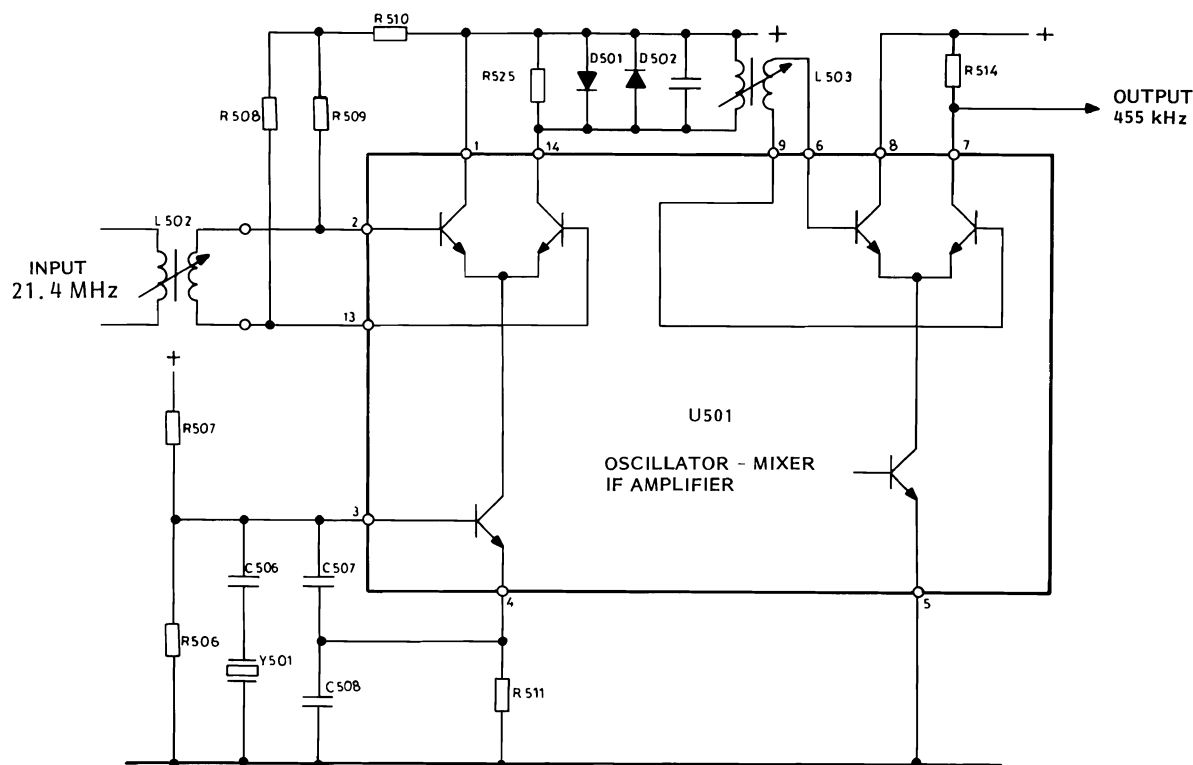 R510
+
+
D501
D502
R525
L503
R514
R508
R509
OUTPUT
455 kHz
1
14
9
6
8
7
L502
2
INPUT
21.4 MHz
13
+
R507
U501
OSCILLATOR - MIXER
IF AMPLIFIER
3
C506
C507
4
5
R506
Y501
C508
R511